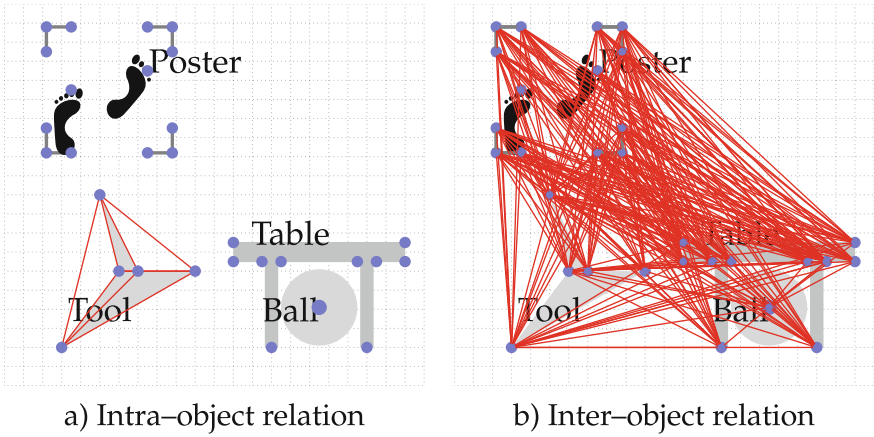 Poster
Table
Tool
Ball
a) Intra–object relation
Poster
Table
Tool
Ball
b) Inter–object relation